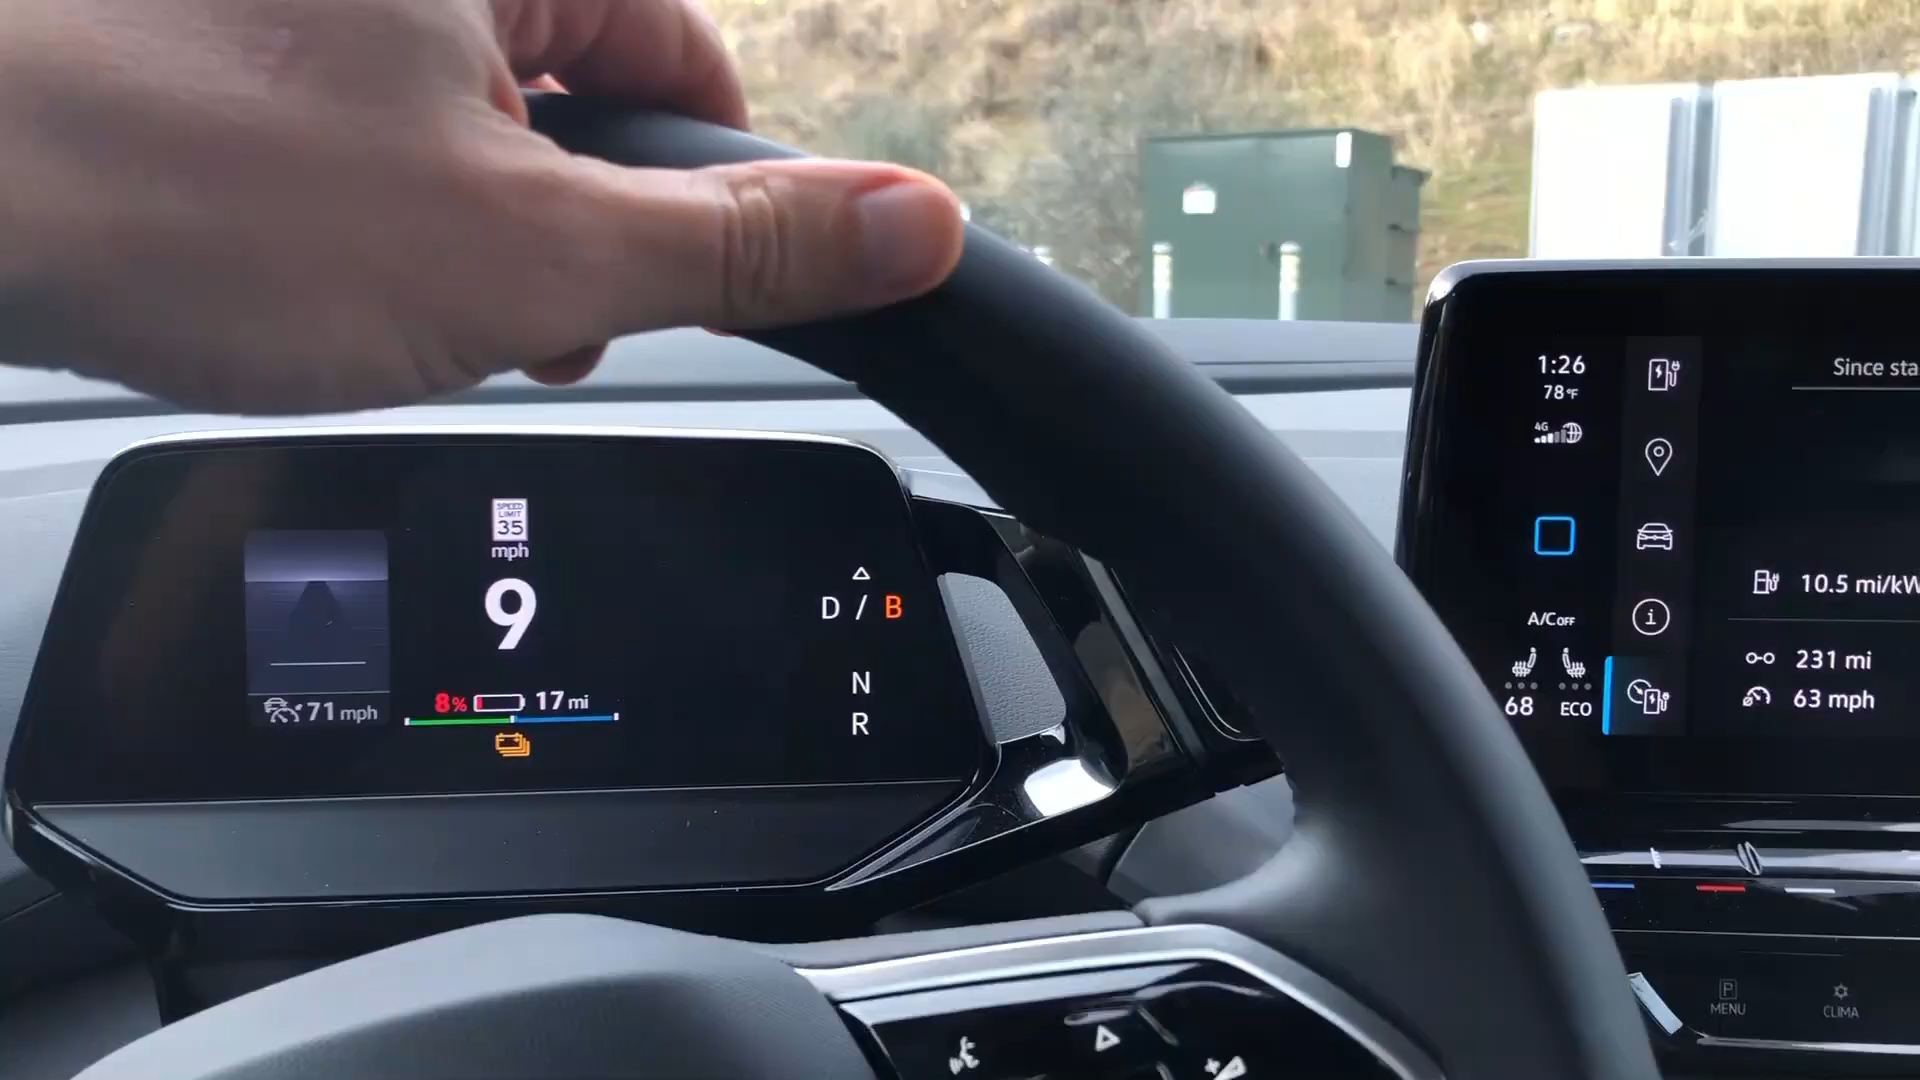 SPEED
LIMIT
35
mph
9
8% 17 mi
71 mph
D / B
N
R
1:26
78°F
4G
A/C OFF
68 ECO
Since sta
10.5 mi/kW
231 mi
63 mph
P
MENU
CLIMA